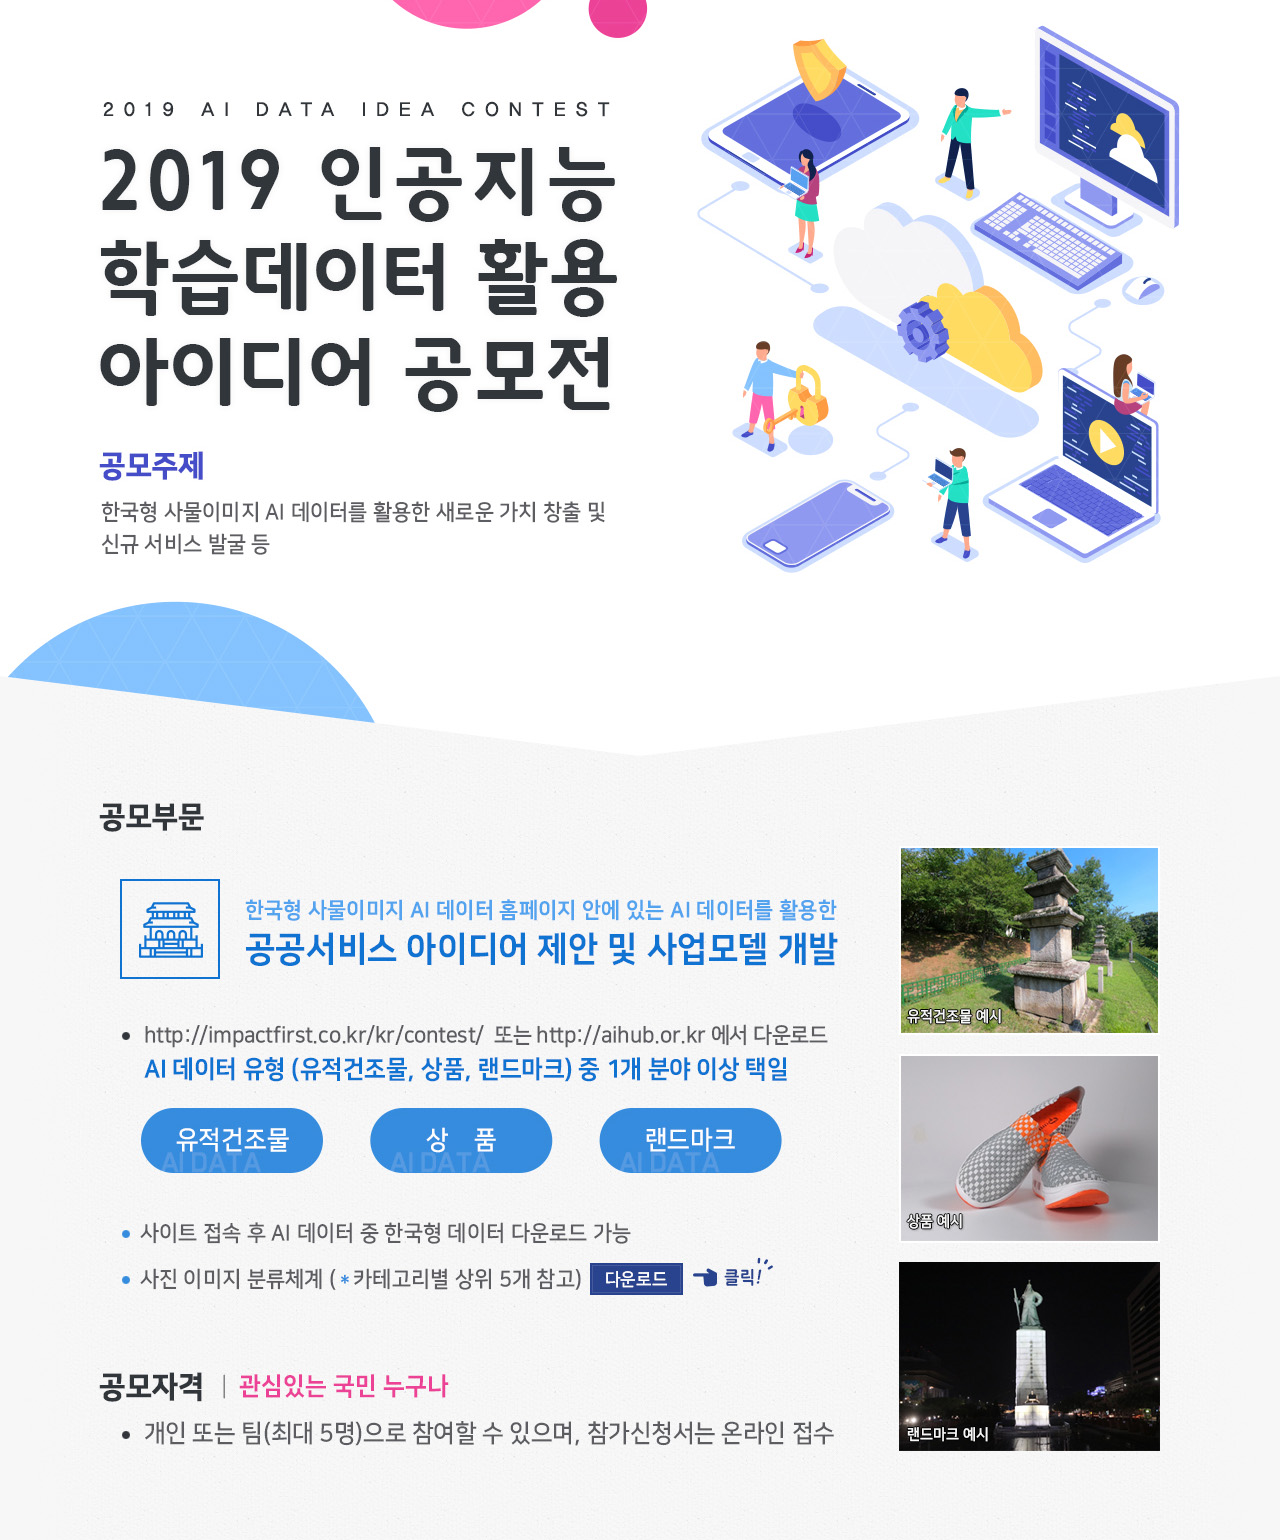 2019 AI DATA IDEA CONTEST
2019 인공지능
학습데이터 활용
아이디어 공모전
공모주제
한국형 사물이미지 AI 데이터를 활용한 새로운 가치 창출 및
신규 서비스 발굴 등
공모부문
한국형 사물이미지 AI 데이터 홈페이지 안에 있는 AI 데이터를 활용한
공공서비스 아이디어 제안 및 사업모델 개발
• http://impactfirst.co.kr/kr/contest/ 또는 http://aihub.or.kr 에서 다운로드
AI 데이터 유형 (유적건조물, 상품, 랜드마크) 중 1개 분야 이상 택일
유적건조물 상 품 랜드마크
AI DATA AI DATA AI DATA
• 사이트 접속 후 AI 데이터 중 한국형 데이터 다운로드 가능
• 사진 이미지 분류체계 ( *카테고리별 상위 5개 참고) 다운로드 클릭!
유적건조물 예시
상품 예시
랜드마크 예시
공모자격 | 관심있는 국민 누구나
• 개인 또는 팀(최대 5명)으로 참여할 수 있으며, 참가신청서는 온라인 접수